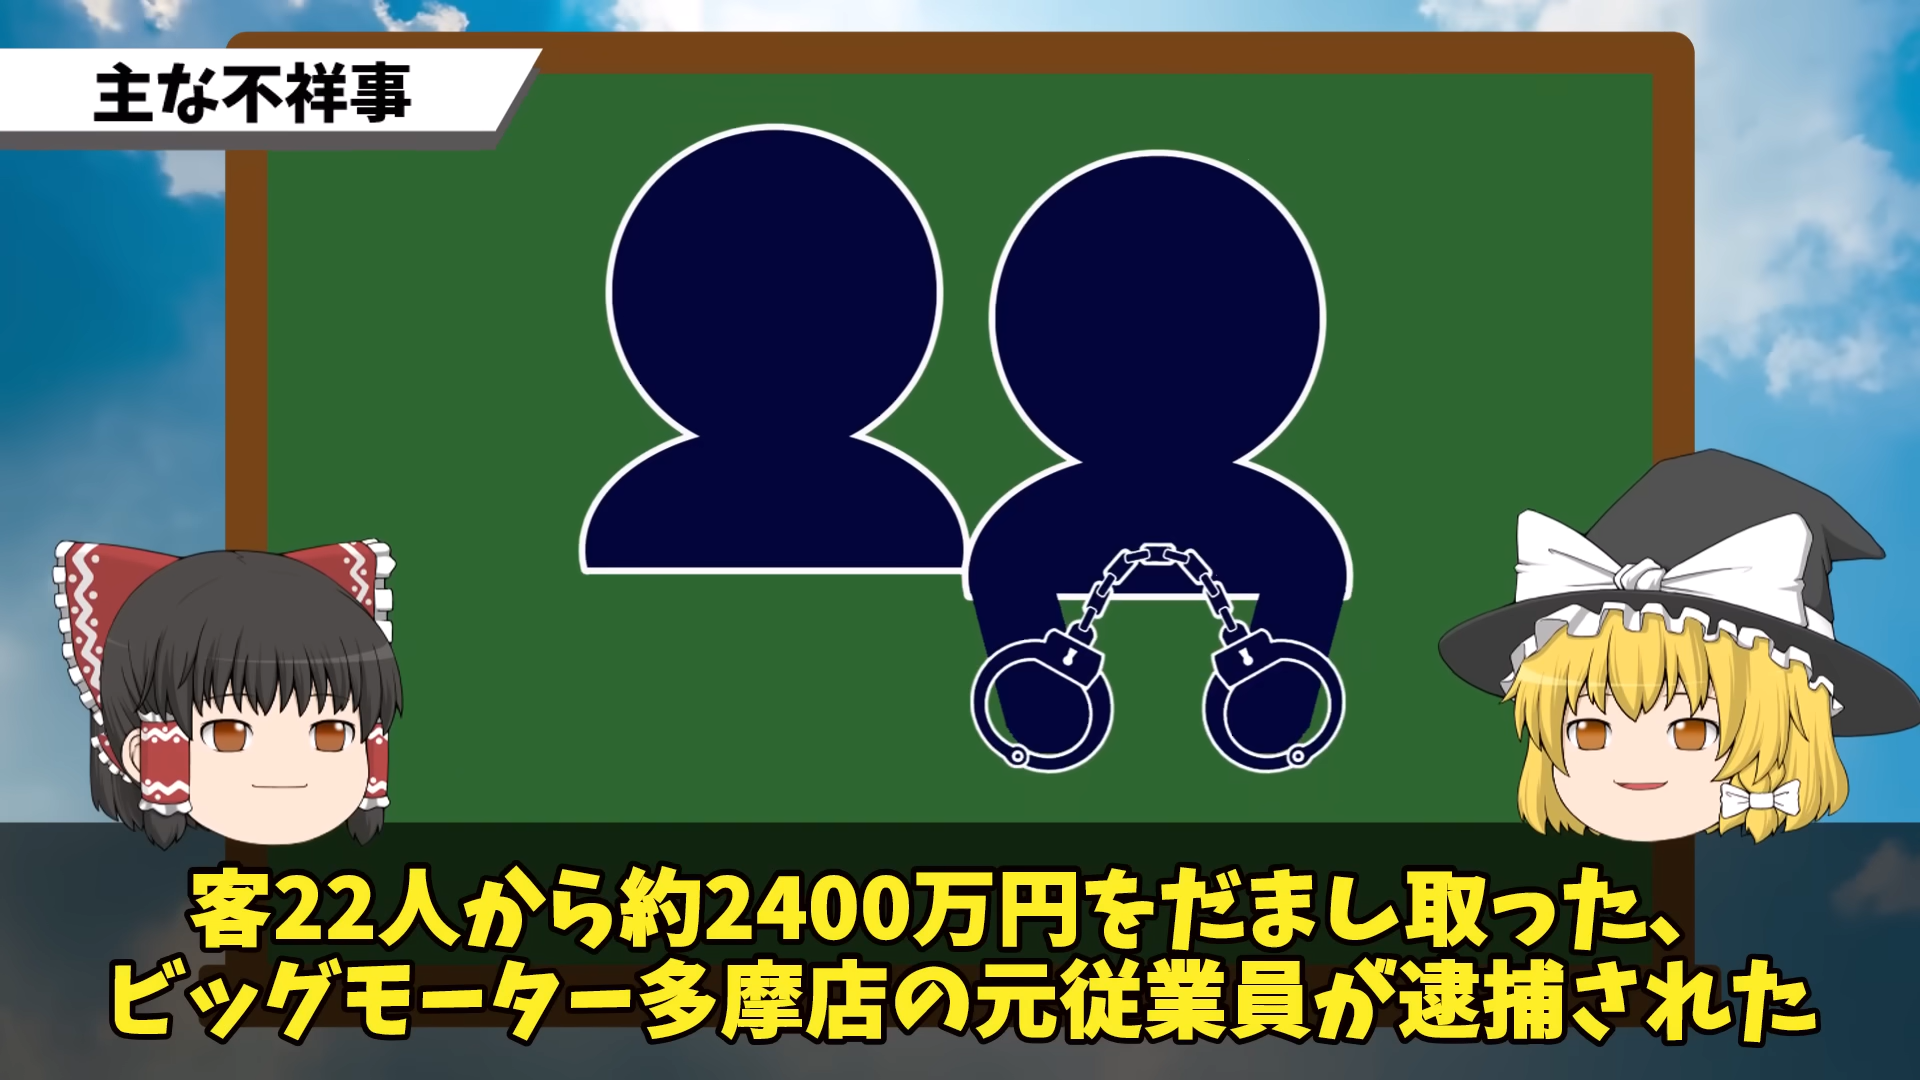 主な不祥事
客22人から約2400万円をだまし取った、
ビッグモーター多摩店の元従業員が逮捕された